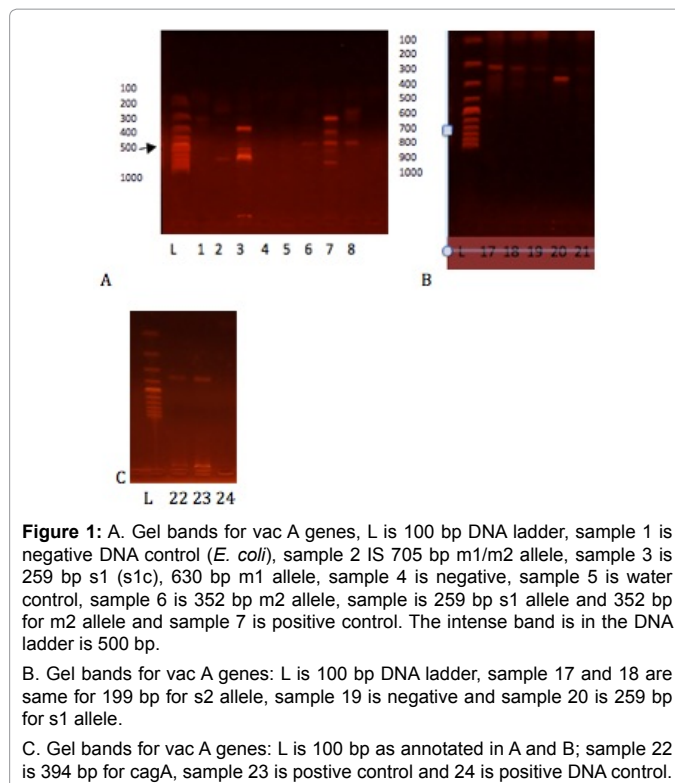 100
200
300
400
500
1000
L 1 2 3 4 5 6 7 8
A
100
200
300
400
500
600
700
800
900
1000
L 17 18 19 20 21
B
C
L 22 23 24
Figure 1: A. Gel bands for vac A genes, L is 100 bp DNA ladder, sample 1 is
negative DNA control (E. coli), sample 2 IS 705 bp m1/m2 allele, sample 3 is
259 bp s1 (s1c), 630 bp m1 allele, sample 4 is negative, sample 5 is water
control, sample 6 is 352 bp m2 allele, sample is 259 bp s1 allele and 352 bp
for m2 allele and sample 7 is positive control. The intense band is in the DNA
ladder is 500 bp.
B. Gel bands for vac A genes: L is 100 bp DNA ladder, sample 17 and 18 are
same for 199 bp for s2 allele, sample 19 is negative and sample 20 is 259 bp
for s1 allele.
C. Gel bands for vac A genes: L is 100 bp as annotated in A and B; sample 22
is 394 bp for cagA, sample 23 is postive control and 24 is positive DNA control.